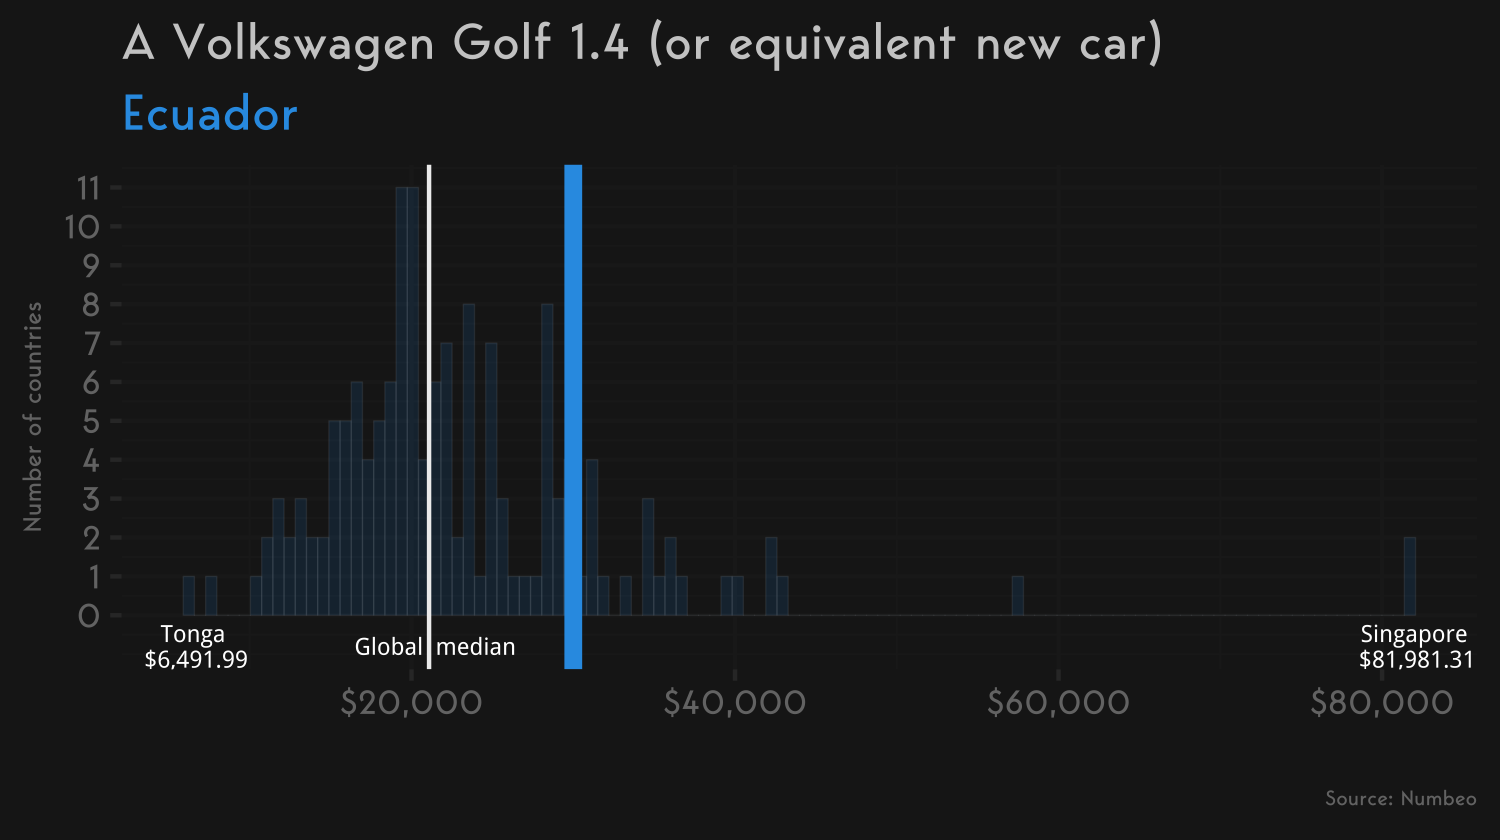 A Volkswagen Golf 1.4 (or equivalent new car)
Ecuador
Number of countries
11
10
9
8
7
6
5
4
3
2
1
0
Tonga
$6,491.99
Global median
Singapore
$81,981.31
$20,000 $40,000 $60,000 $80,000
Source: Numbeo